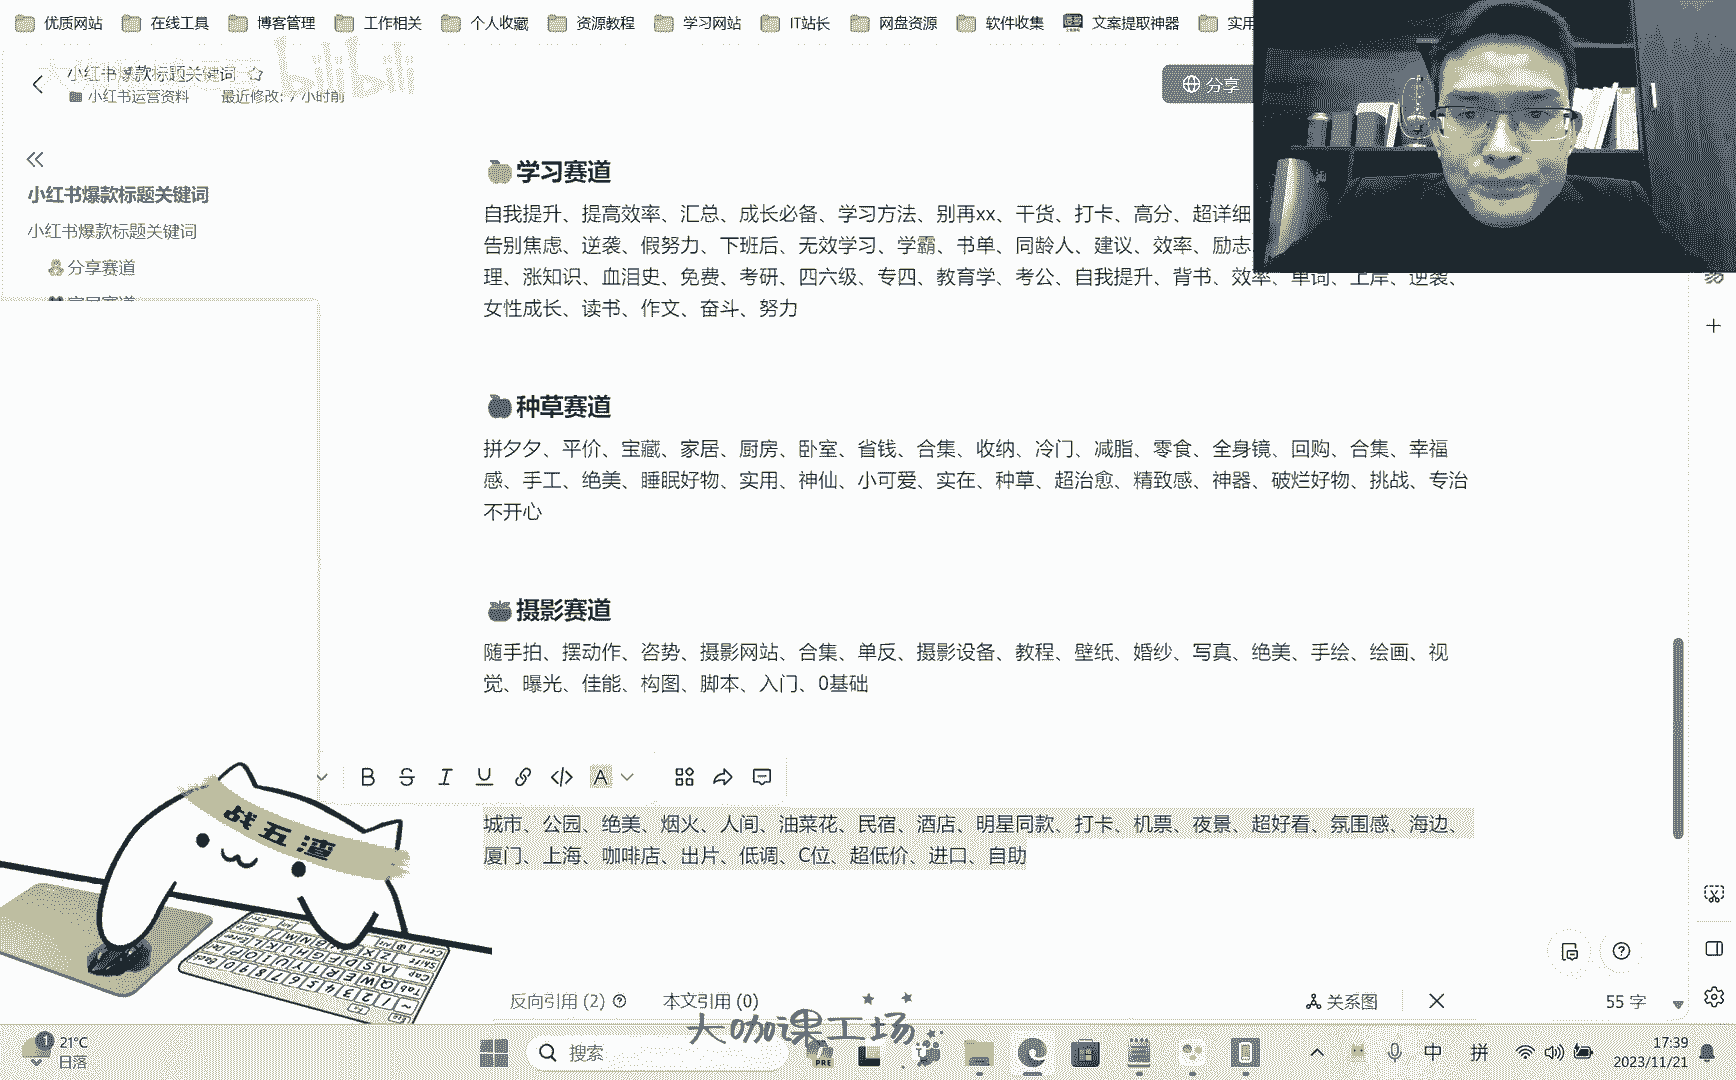 优质网站 在线工具 博客管理 工作相关 个人收藏 资源教程 学习网站 IT站长 网盘资源 软件收集 文案提取神器 实用
bilibili
小红书爆款标题关键词
小红书运营资料 最近修改: 7 小时前
分享
小红书爆款标题关键词
小红书爆款标题关键词
分享赛道
学习赛道
自我提升、提高效率、汇总、成长必备、学习方法、别再xx、干货、打卡、高分、超详细
告别焦虑、逆袭、假努力、下班后、无效学习、学霸、书单、同龄人、建议、效率、励志
理、涨知识、血泪史、免费、考研、四六级、专四、教育学、考公、自我提升、背书、效率、单词、上岸、逆袭、
女性成长、读书、作文、奋斗、努力
种草赛道
拼夕夕、平价、宝藏、家居、厨房、卧室、省钱、合集、收纳、冷门、减脂、零食、全身镜、回购、合集、幸福
感、手工、绝美、睡眠好物、实用、神仙、小可爱、实在、种草、超治愈、精致感、神器、破烂好物、挑战、专治
不开心
摄影赛道
随手拍、摆动作、咨势、摄影网站、合集、单反、摄影设备、教程、壁纸、婚纱、写真、绝美、手绘、绘画、视
觉、曝光、佳能、构图、脚本、入门、0基础
B S I U A
城市、公园、绝美、烟火、人间、油菜花、民宿、酒店、明星同款、打卡、机票、夜景、超好看、氛围感、海边、
厦门、上海、咖啡店、出片、低调、C位、超低价、进口、自助
战五渣
反向引用 (2) 本文引用 (0) 关系图 55 字
大咖课工场
21°C
日落
搜索
PRE
中 拼
17:39
2023/11/21